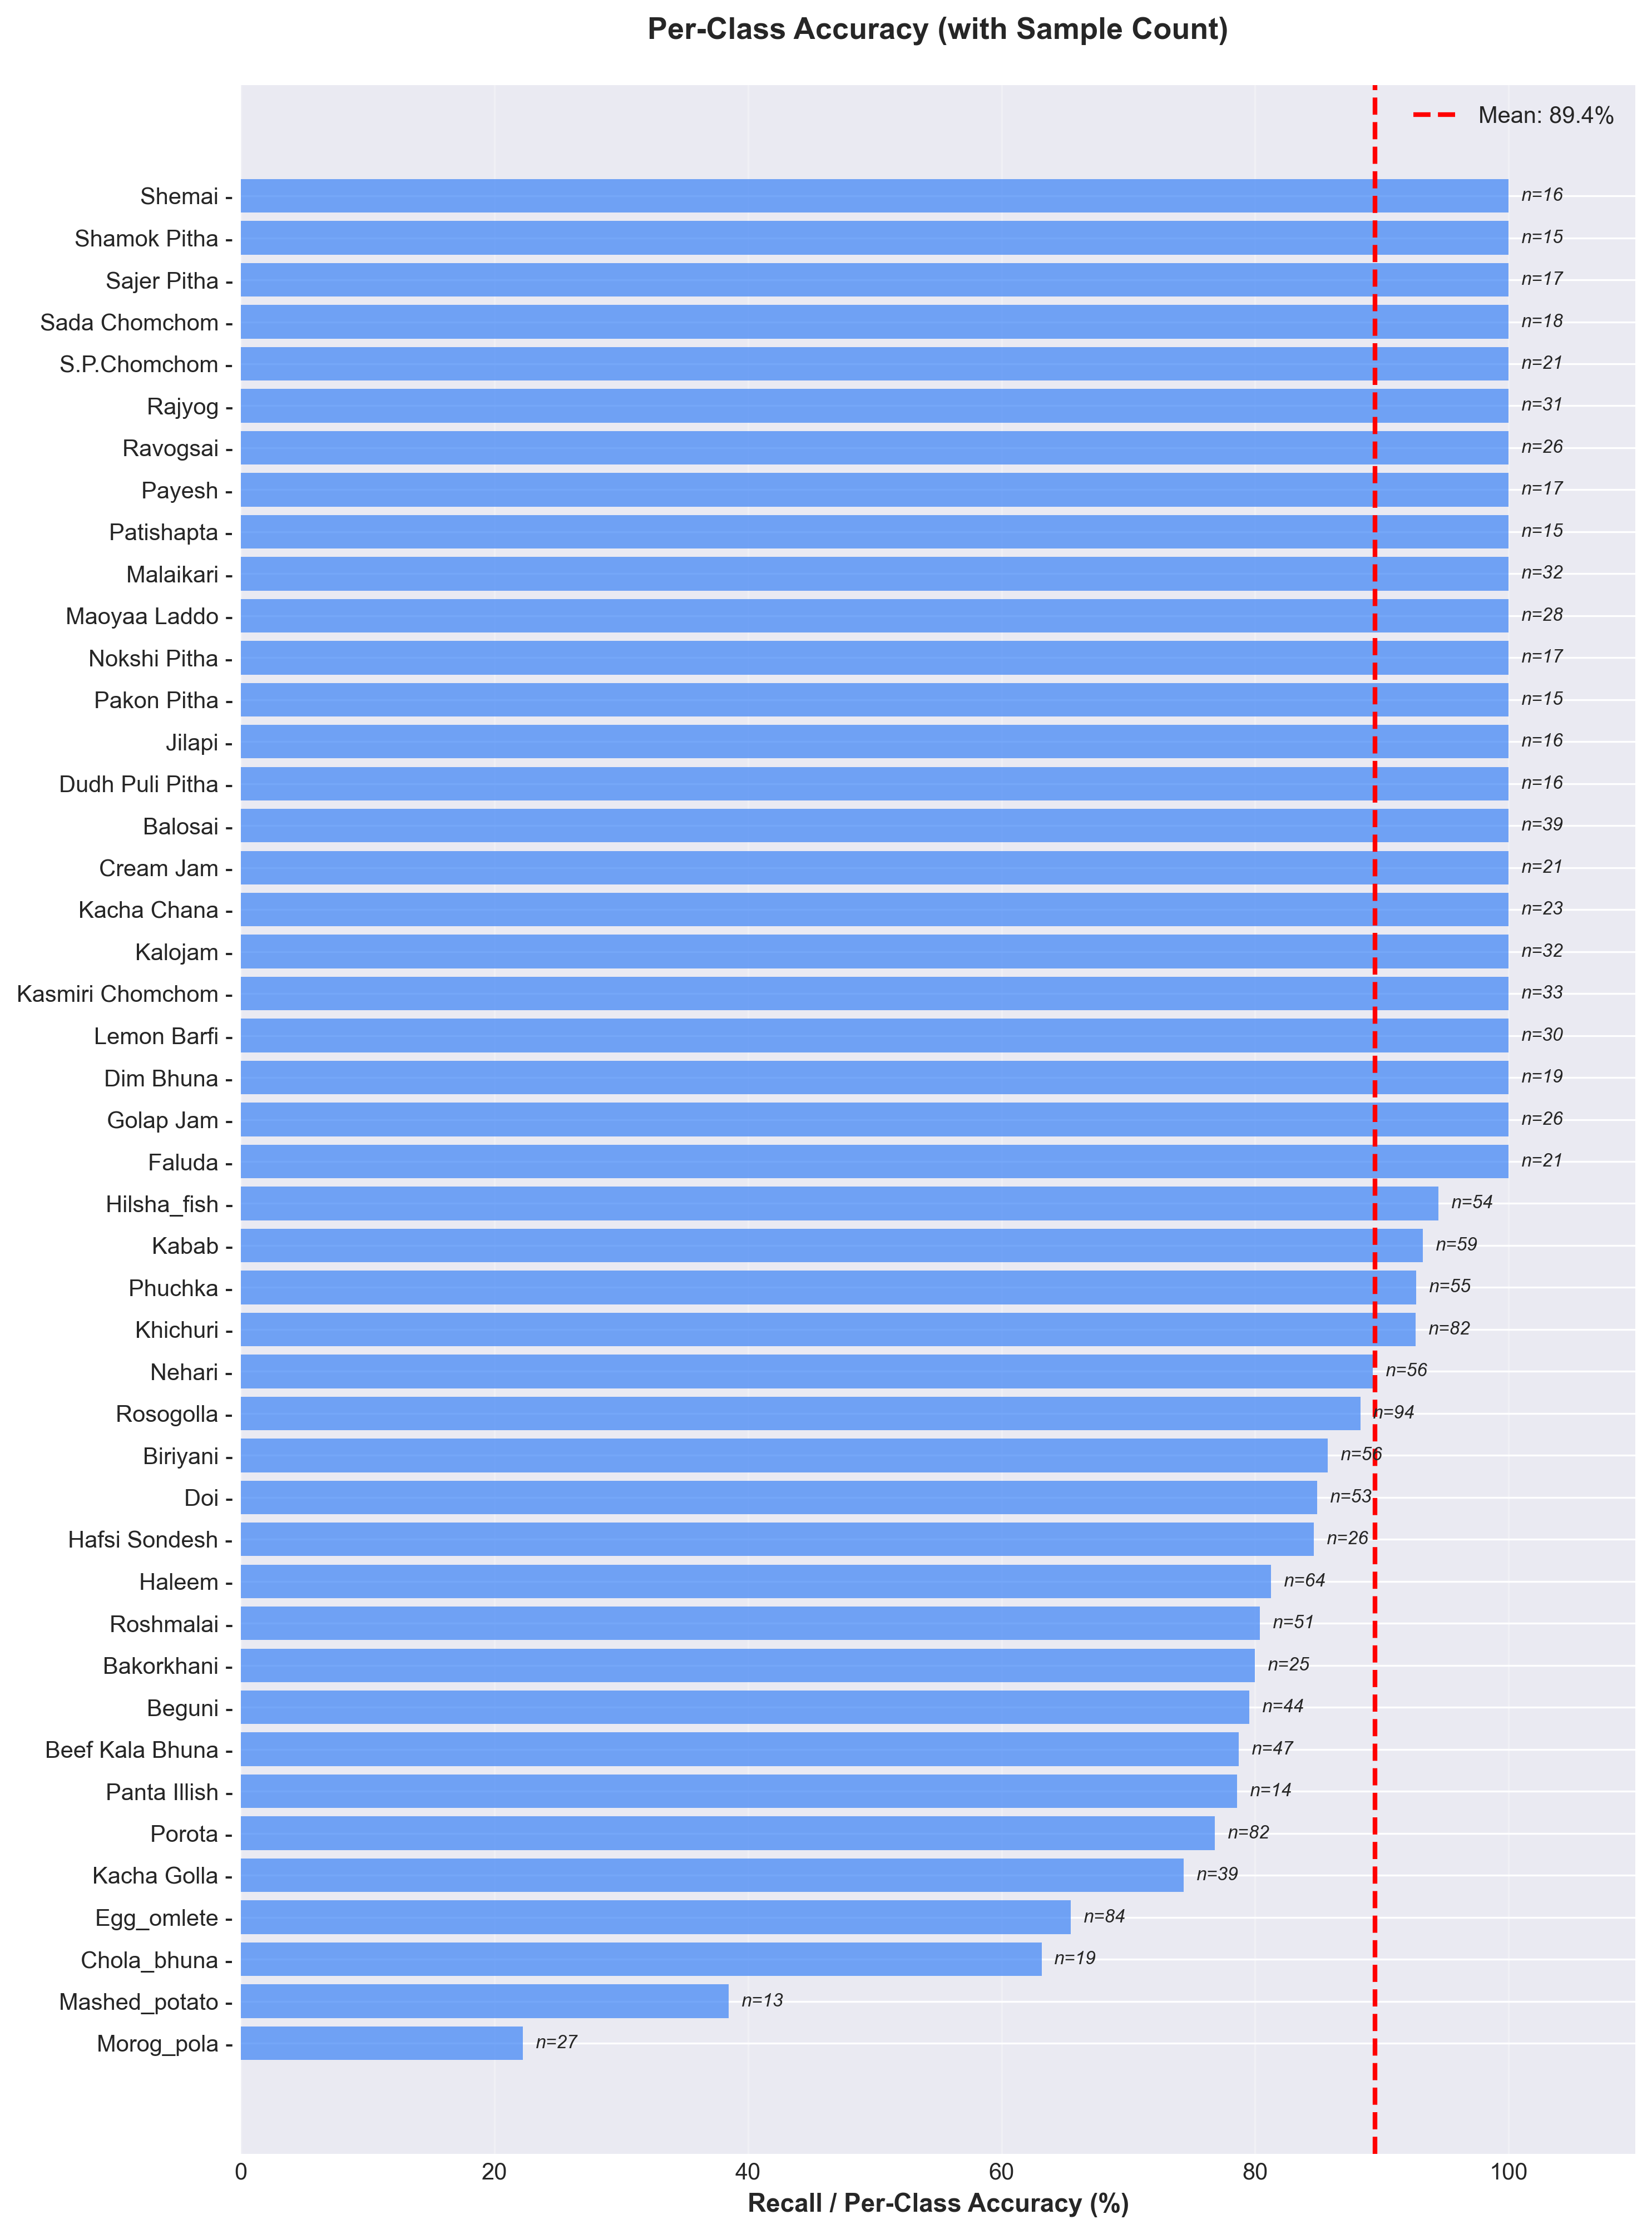 Per-Class Accuracy (with Sample Count)
Mean: 89.4%
Shemai n=16
Shamok Pitha n=15
Sajer Pitha n=17
Sada Chomchom n=18
S.P.Chomchom n=21
Rajyog n=31
Ravogsai n=26
Payesh n=17
Patishapta n=15
Malaikari n=32
Maoyaa Laddo n=28
Nokshi Pitha n=17
Pakon Pitha n=15
Jilapi n=16
Dudh Puli Pitha n=16
Balosai n=39
Cream Jam n=21
Kacha Chana n=23
Kalojam n=32
Kasmiri Chomchom n=33
Lemon Barfi n=30
Dim Bhuna n=19
Golap Jam n=26
Faluda n=21
Hilsha_fish n=54
Kabab n=59
Phuchka n=55
Khichuri n=82
Nehari n=56
Rosogolla n=94
Biriyani n=56
Doi n=53
Hafsi Sondesh n=26
Haleem n=64
Roshmalai n=51
Bakorkhani n=25
Beguni n=44
Beef Kala Bhuna n=47
Panta Illish n=14
Porota n=82
Kacha Golla n=39
Egg_omlete n=84
Chola_bhuna n=19
Mashed_potato n=13
Morog_pola n=27
0 20 40 60 80 100
Recall / Per-Class Accuracy (%)